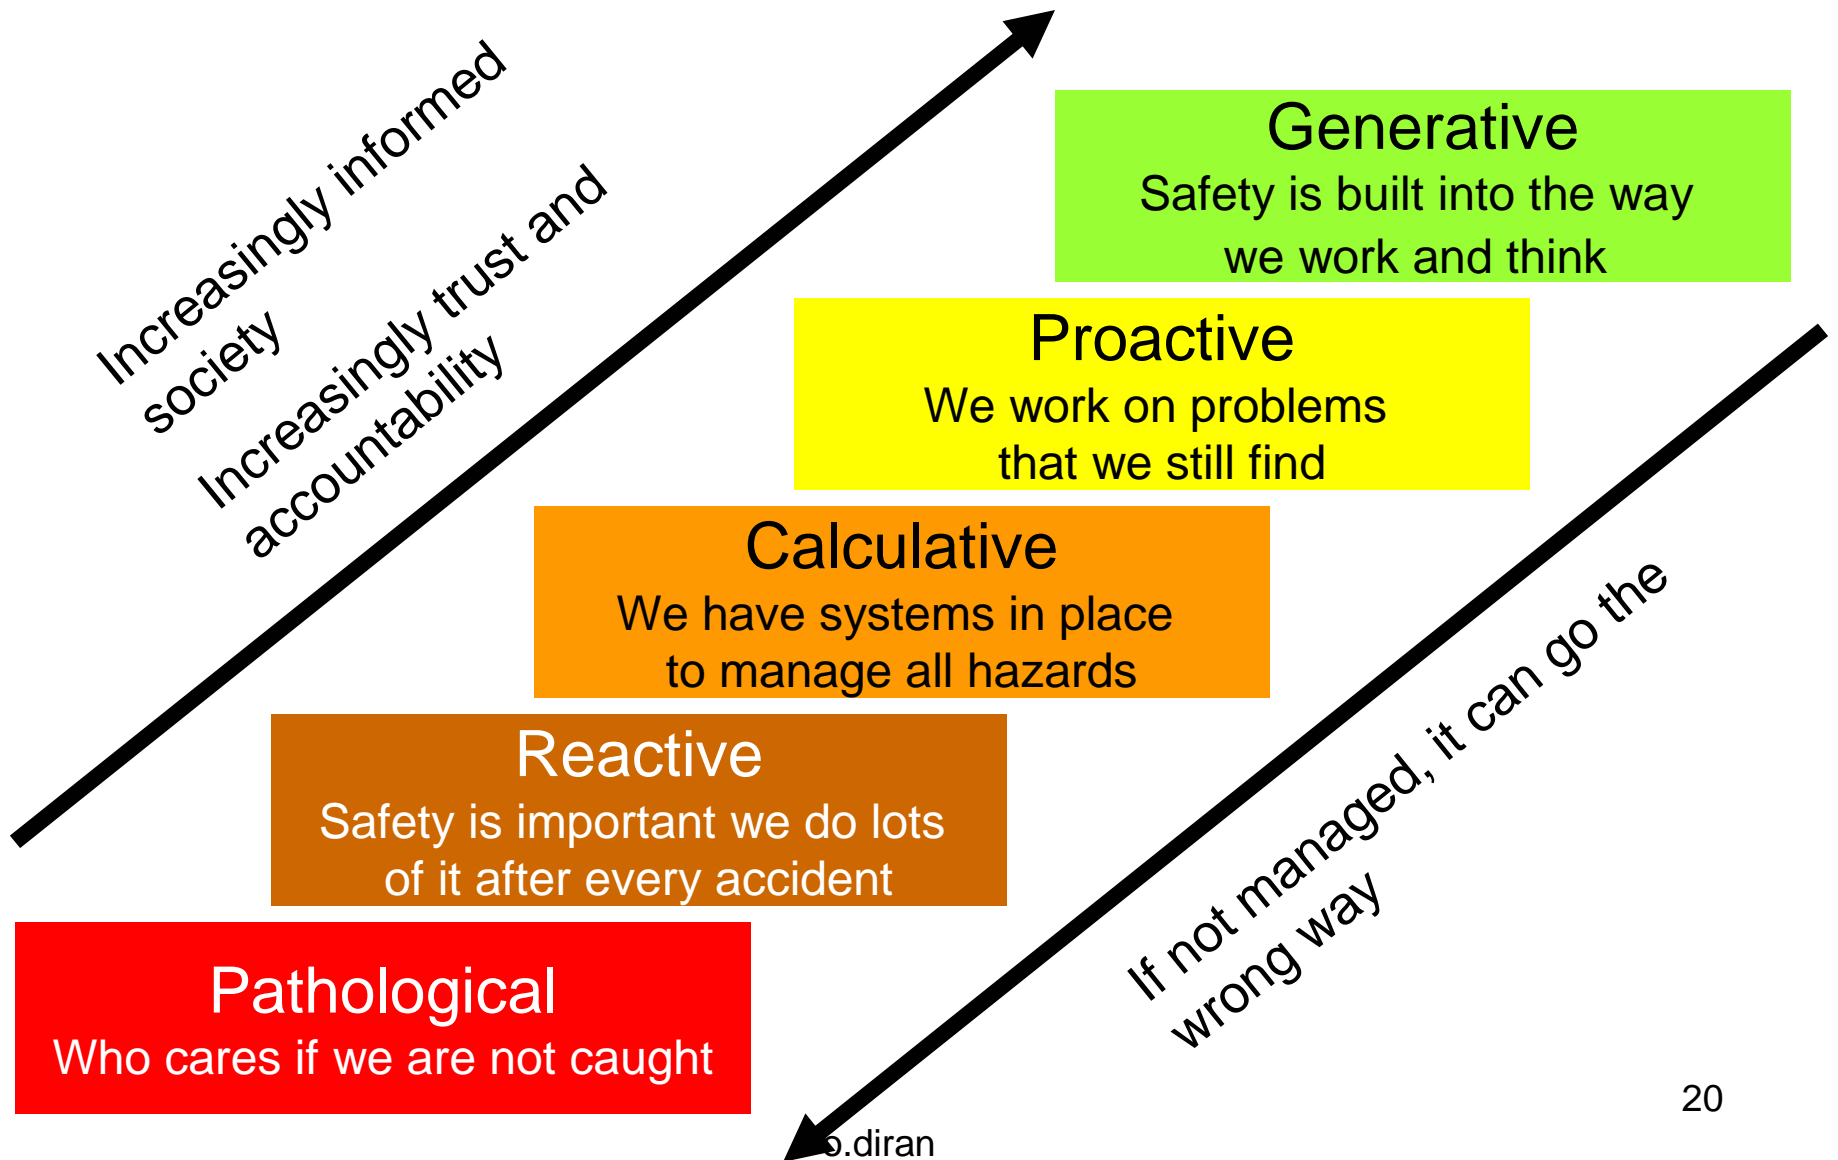 Increasingly informed
society
Increasingly trust and
accountability
Generative
Safety is built into the way
we work and think
Proactive
We work on problems
that we still find
Calculative
We have systems in place
to manage all hazards
Reactive
Safety is important we do lots
of it after every accident
Pathological
Who cares if we are not caught
If not managed, it can go the
wrong way
o.diran
20